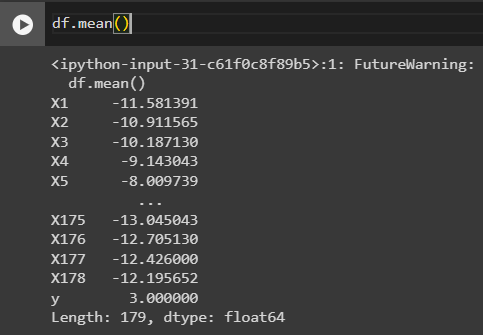 df.mean()
<ipython-input-31-c61f0c8f89b5>:1: FutureWarning:
  df.mean()
X1     -11.581391
X2     -10.911565
X3     -10.187130
X4      -9.143043
X5      -8.009739
          ...
X175   -13.045043
X176   -12.705130
X177   -12.426000
X178   -12.195652
y        3.000000
Length: 179, dtype: float64